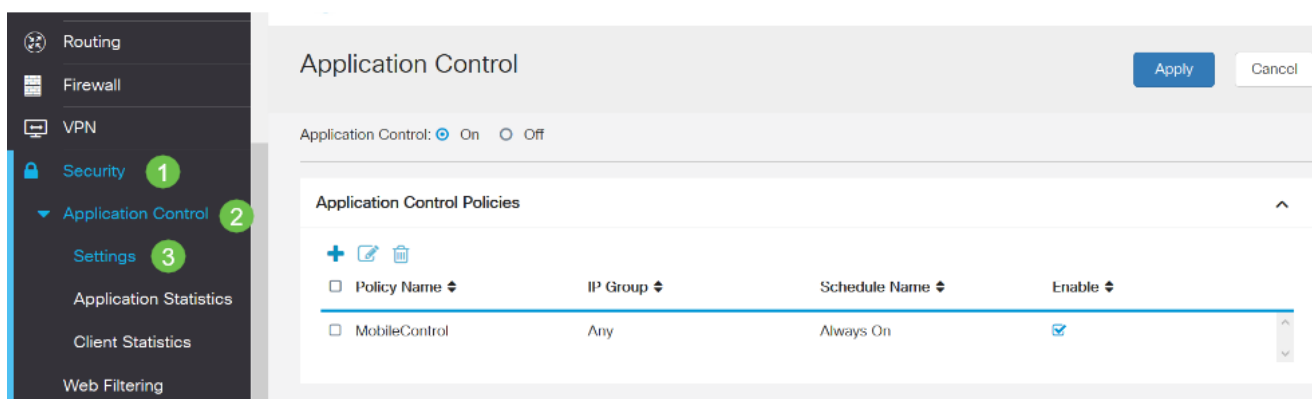 Routing
Firewall
VPN
Security 1
Application Control 2
Settings 3
Application Statistics
Client Statistics
Web Filtering
Application Control
Apply Cancel
Application Control: On Off
Application Control Policies
Policy Name IP Group Schedule Name Enable
MobileControl Any Always On